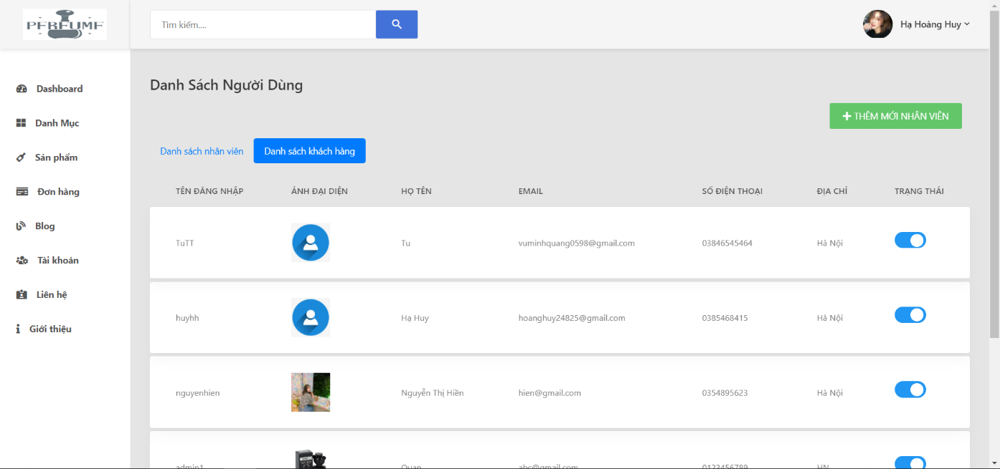 PERFUME
Tìm kiếm....
Hạ Hoàng Huy
Dashboard
Danh Mục
Sản phẩm
Đơn hàng
Blog
Tài khoản
Liên hệ
Giới thiệu
Danh Sách Người Dùng
THÊM MỚI NHÂN VIÊN
Danh sách nhân viên Danh sách khách hàng
TÊN ĐĂNG NHẬP ẢNH ĐẠI DIỆN HỌ TÊN EMAIL SỐ ĐIỆN THOẠI ĐỊA CHỈ TRẠNG THÁI
TuTT Tu vuminhquang0598@gmail.com 03846545464 Hà Nội
huyhh Hạ Huy hoanghuy24825@gmail.com 0385468415 Hà Nội
nguyenhien Nguyễn Thị Hiền hien@gmail.com 0354895623 Hà Nội
admin1 Quan abc@gmail.com 0123456789 HN